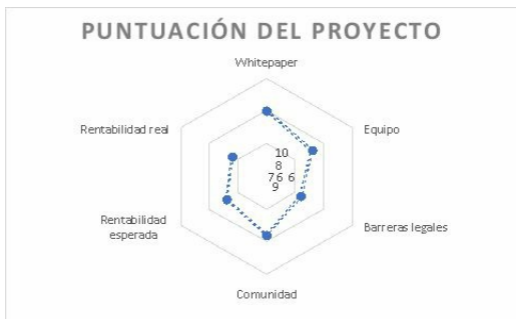 PUNTUACIÓN DEL PROYECTO
Whitepaper
Rentabilidad real
Equipo
10
8
7 6 6
9
Rentabilidad
esperada
Barreras legales
Comunidad